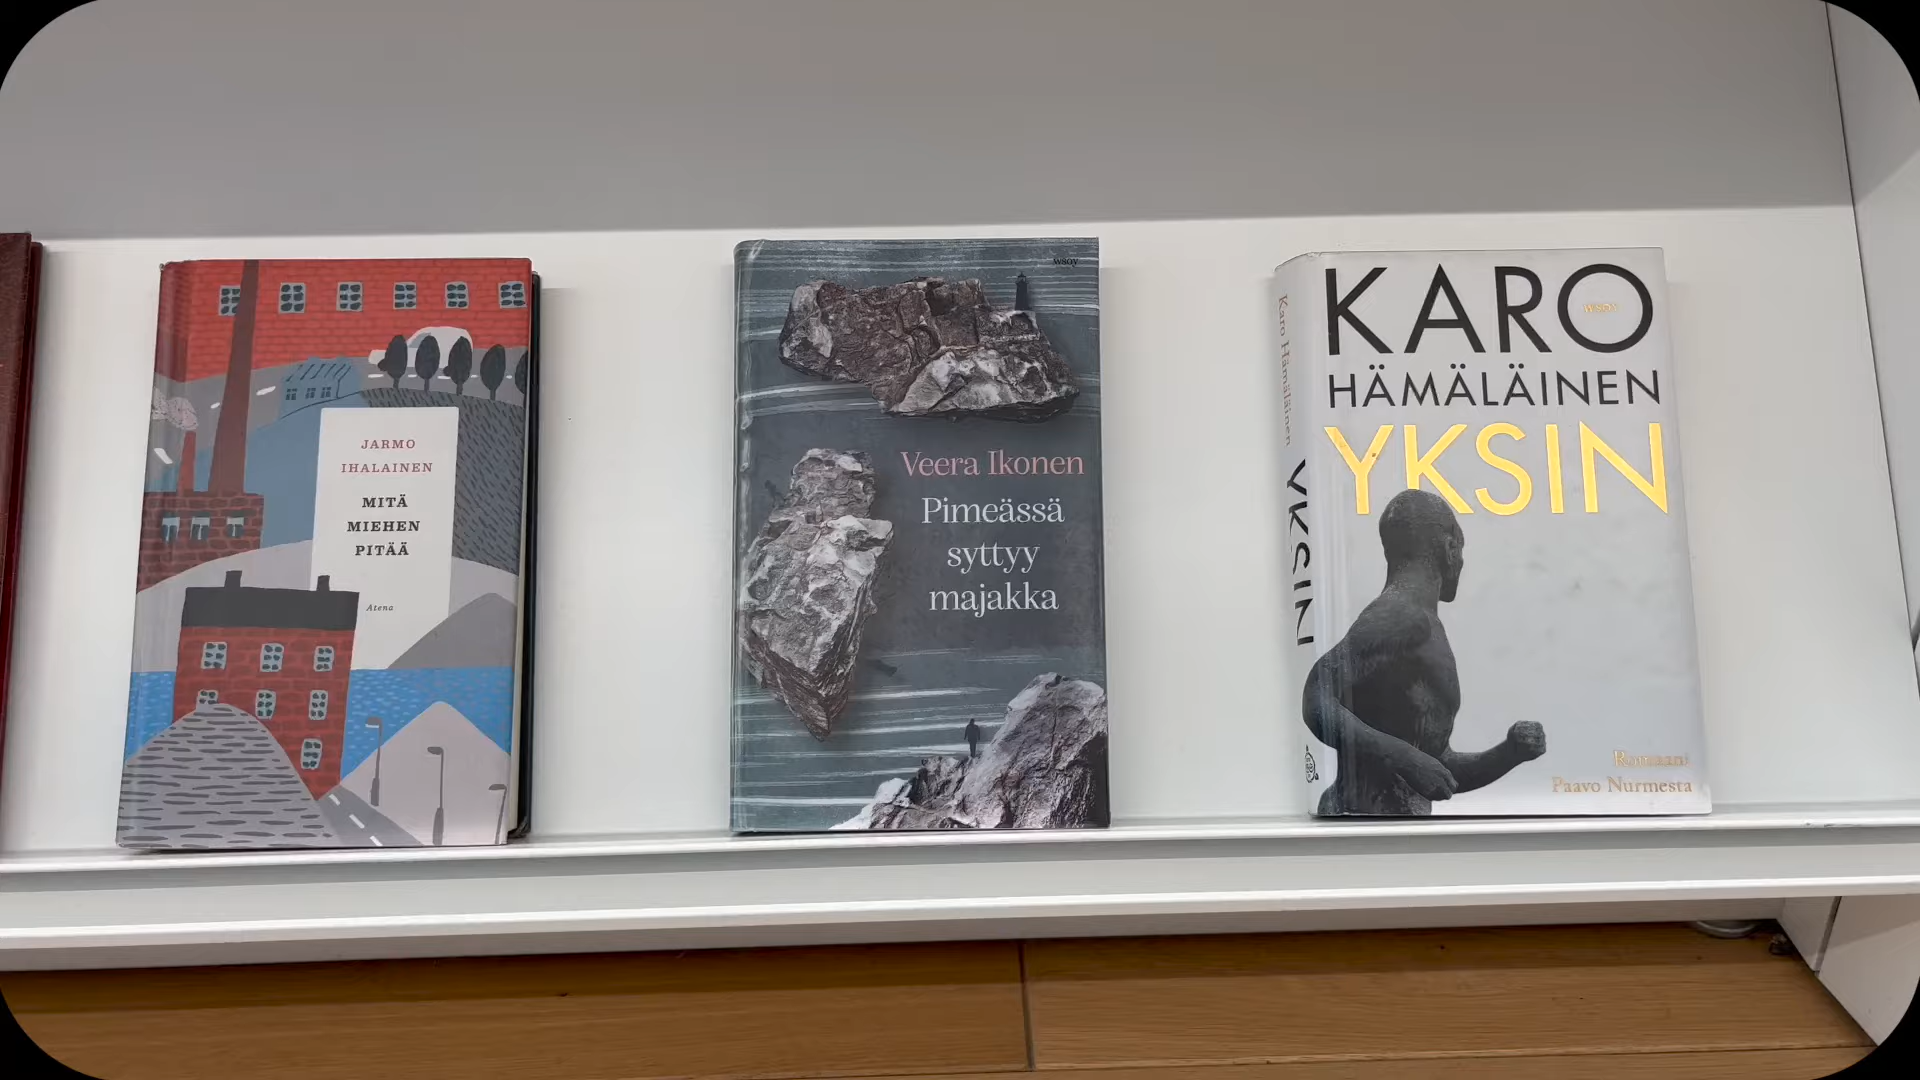 JARMO
IHALAINEN
MITÄ
MIEHEN
PITÄÄ
Atena
wsoy
Veera Ikonen
Pimeässä
syttyy
majakka
Karo Hämäläinen
YKSIN
KARO
wsoy
HÄMÄLÄINEN
YKSIN
Romaani
Paavo Nurmesta